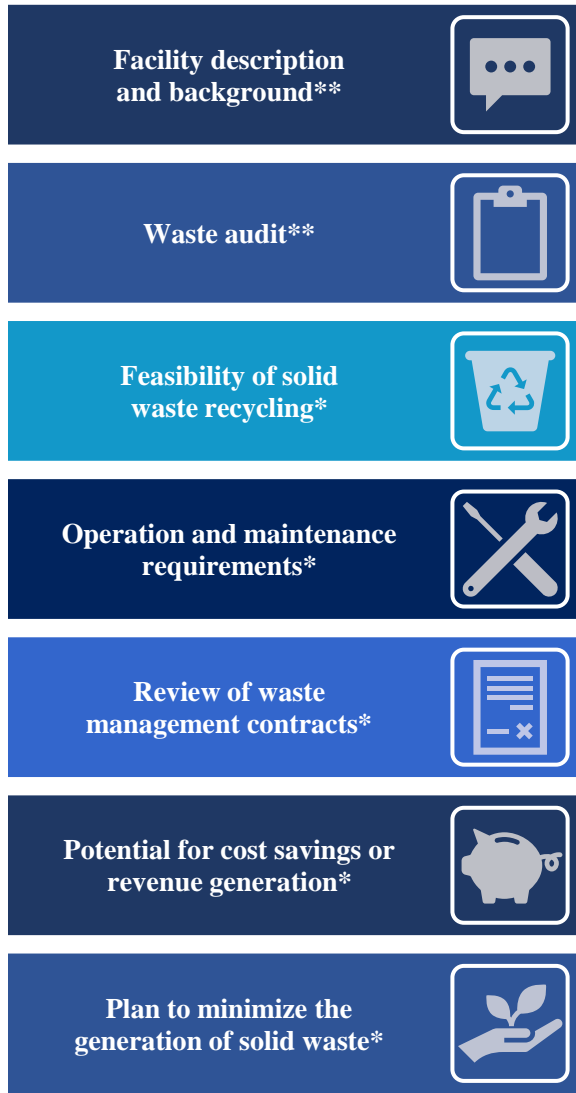 Facility description
and background**
Waste audit**
Feasibility of solid
waste recycling*
Operation and maintenance
requirements*
Review of waste
management contracts*
Potential for cost savings or
revenue generation*
Plan to minimize the
generation of solid waste*